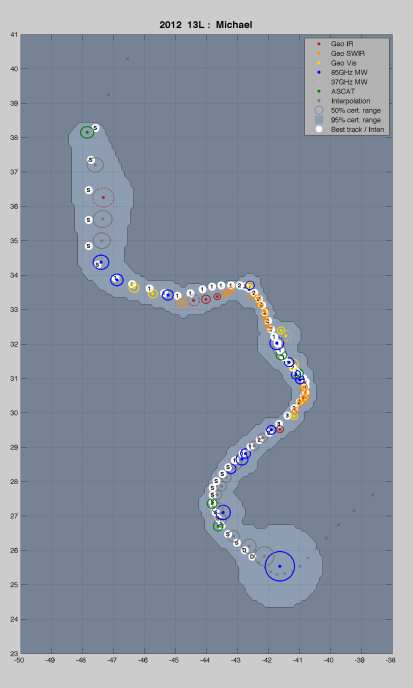 2012 13L : Michael
Geo IR
Geo SWIR
Geo Vis
85GHz MW
37GHz MW
ASCAT
Interpolation
50% cert. range
95% cert. range
Best track / Inten
41
40
39
38
37
36
35
34
33
32
31
30
29
28
27
26
25
24
23
-50 -49 -48 -47 -46 -45 -44 -43 -42 -41 -40 -39 -38